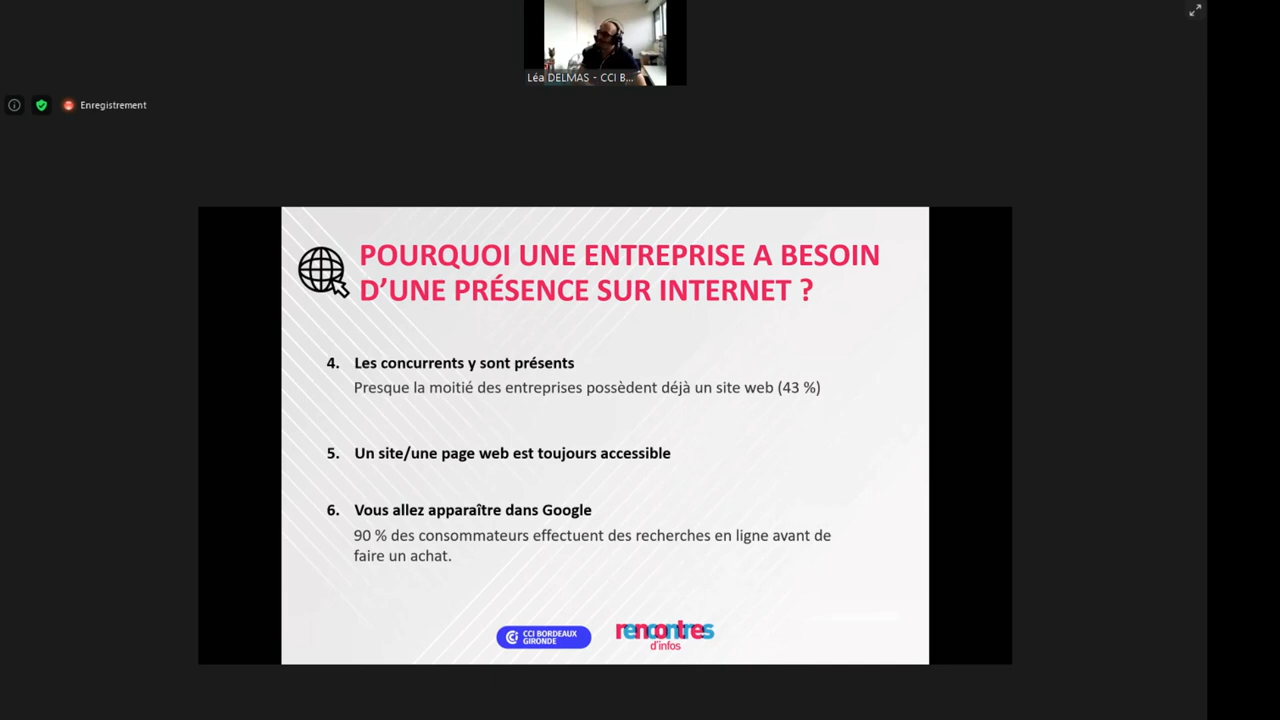 Léa DELMAS - CCI B...
Enregistrement
POURQUOI UNE ENTREPRISE A BESOIN
D’UNE PRÉSENCE SUR INTERNET ?
4. Les concurrents y sont présents
Presque la moitié des entreprises possèdent déjà un site web (43 %)
5. Un site/une page web est toujours accessible
6. Vous allez apparaître dans Google
90 % des consommateurs effectuent des recherches en ligne avant de
faire un achat.
CCI BORDEAUX
GIRONDE
rencontres
d'infos